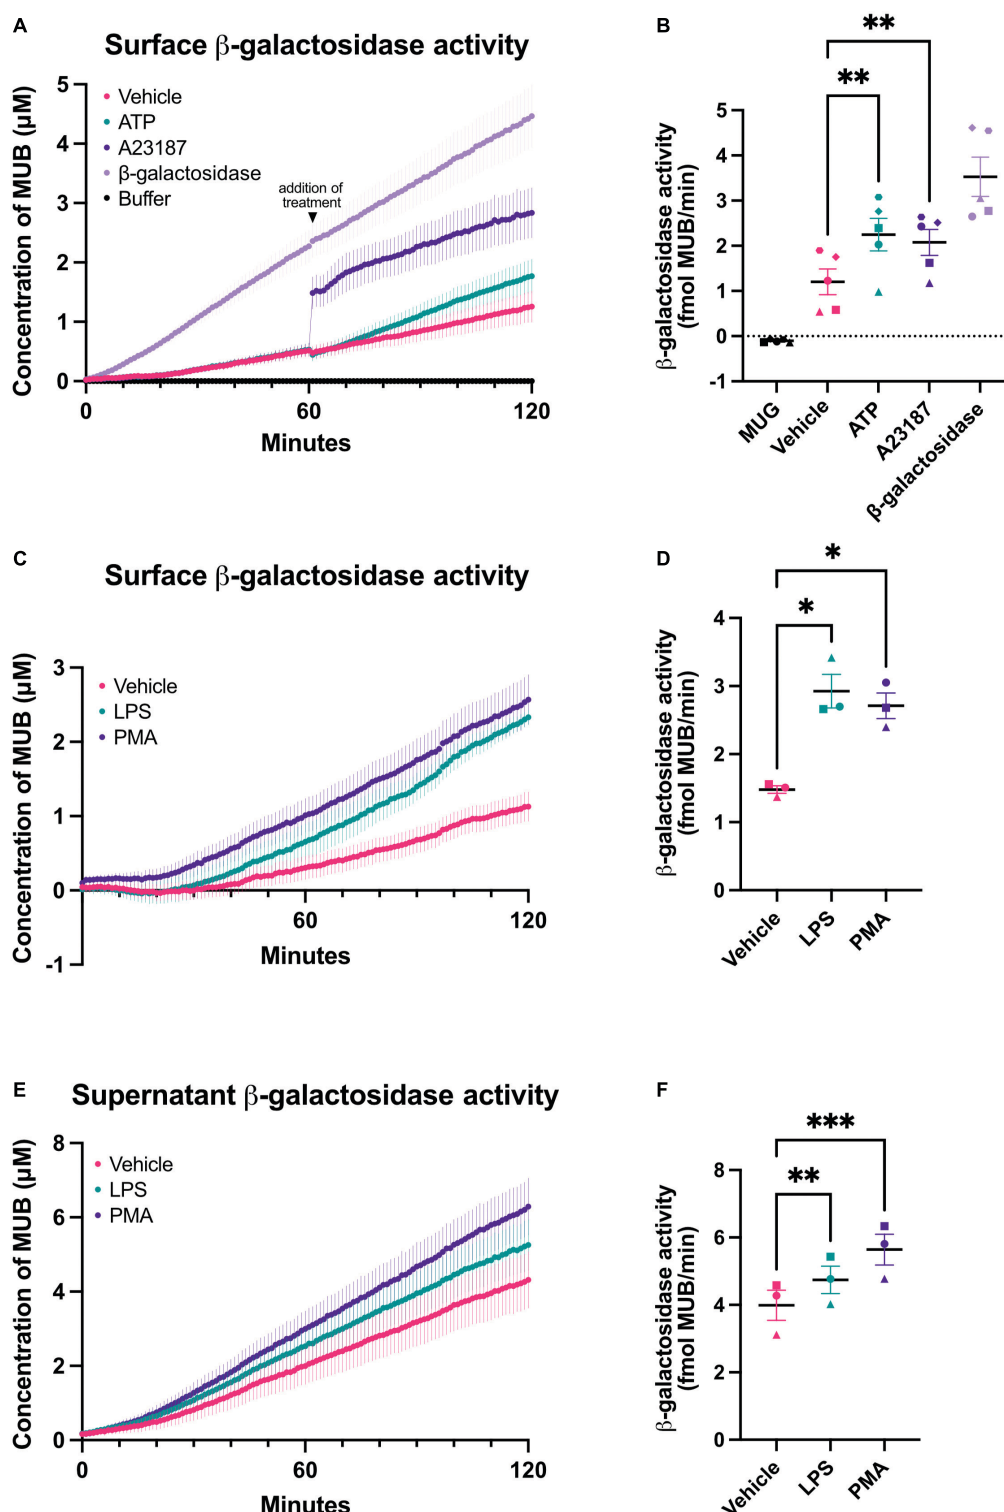 A
Surface β-galactosidase activity
Concentration of MUB (µM)
5
4
3
2
1
0
Vehicle
ATP
A23187
β-galactosidase
Buffer
addition of
treatment
0
60
120
Minutes
B
**
**
β-galactosidase activity
(fmol MUB/min)
5
4
3
2
1
0
-1
MUG
Vehicle
ATP
A23187
β-galactosidase
C
Surface β-galactosidase activity
Concentration of MUB (µM)
3
2
1
0
-1
Vehicle
LPS
PMA
60
120
Minutes
D
*
*
β-galactosidase activity
(fmol MUB/min)
4
3
2
1
0
Vehicle
LPS
PMA
E
Supernatant β-galactosidase activity
Concentration of MUB (µM)
8
6
4
2
0
Vehicle
LPS
PMA
0
60
120
Minutes
F
***
**
β-galactosidase activity
(fmol MUB/min)
8
6
4
2
0
Vehicle
LPS
PMA